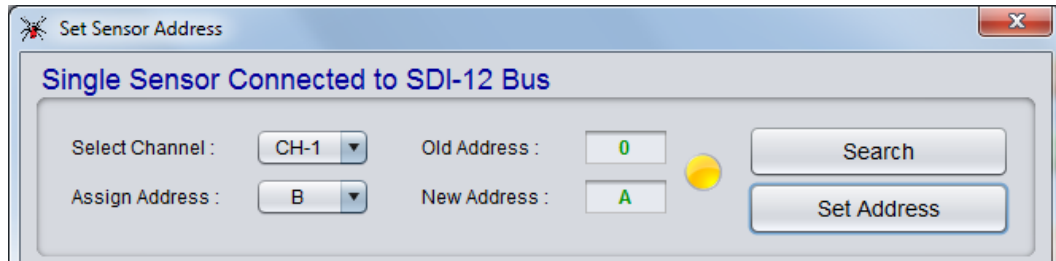 Set Sensor Address
Single Sensor Connected to SDI-12 Bus
Select Channel : CH-1 Old Address : 0 Search
Assign Address : B New Address : A Set Address